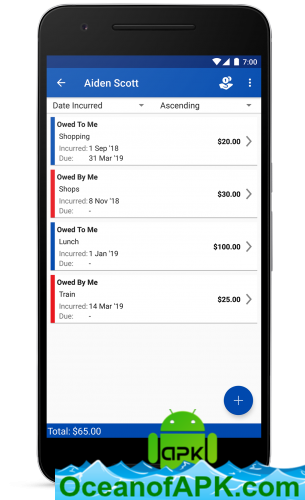 7:00
Aiden Scott
Date Incurred Ascending
Owed To Me
Shopping
$20.00
Incurred: 1 Sep '18
Due: 31 Mar '19
Owed By Me
Shops
$30.00
Incurred: 8 Nov '18
Due: -
Owed To Me
Lunch
$100.00
Incurred: 1 Jan '19
Due: -
Owed By Me
Train
$25.00
Incurred: 14 Mar '19
Due: -
Total: $65.00
apk
OceanofAPK.com